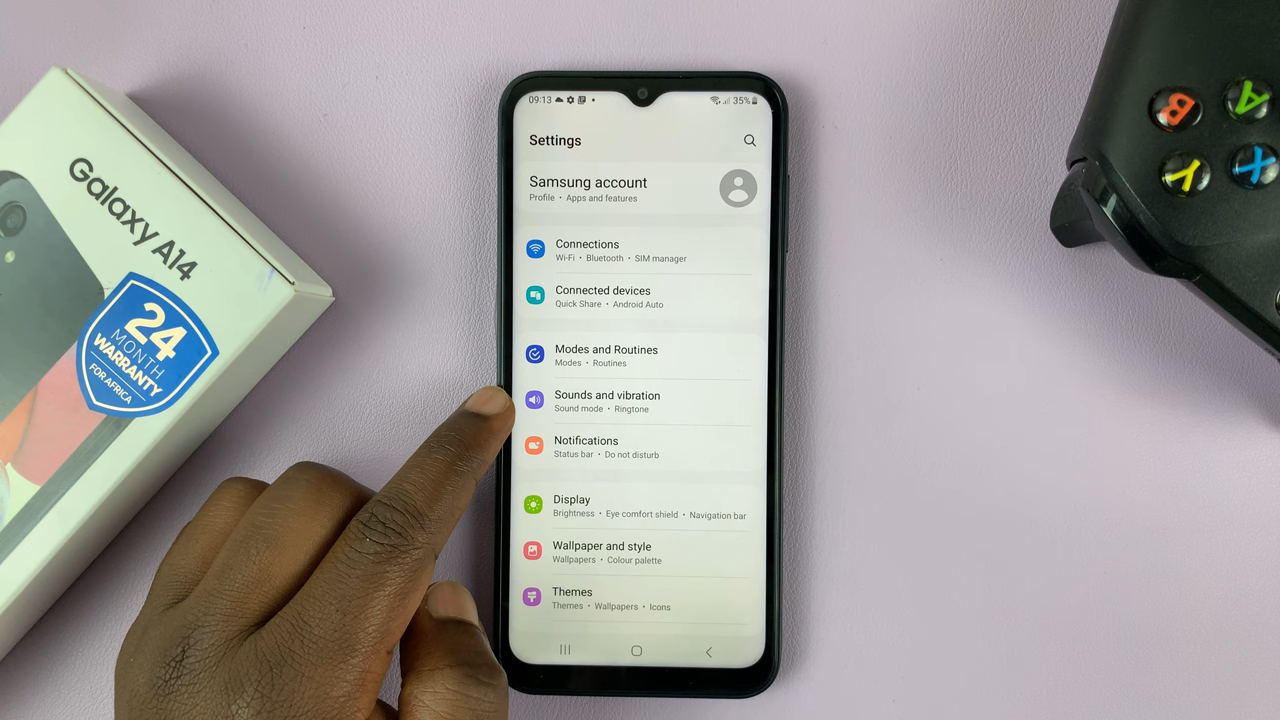 Galaxy A14
24
MONTH
WARRANTY
FOR AFRICA
09:13
35%
Settings
Samsung account
Profile • Apps and features
Connections
Wi-Fi • Bluetooth • SIM manager
Connected devices
Quick Share • Android Auto
Modes and Routines
Modes • Routines
Sounds and vibration
Sound mode • Ringtone
Notifications
Status bar • Do not disturb
Display
Brightness • Eye comfort shield • Navigation bar
Wallpaper and style
Wallpapers • Colour palette
Themes
Themes • Wallpapers • Icons
B
A
Y
X